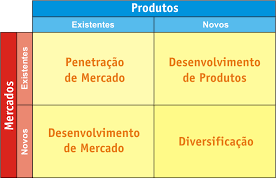 Produtos
Existentes Novos
Mercados
Existentes
Penetração
de Mercado
Desenvolvimento
de Produtos
Novos
Desenvolvimento
de Mercado
Diversificação